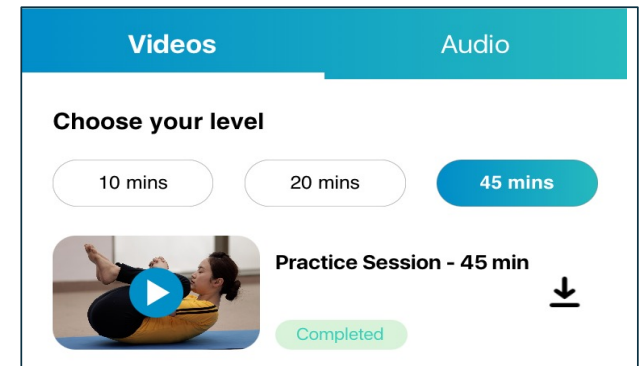 Videos Audio
Choose your level
10 mins 20 mins 45 mins
Practice Session - 45 min
Completed